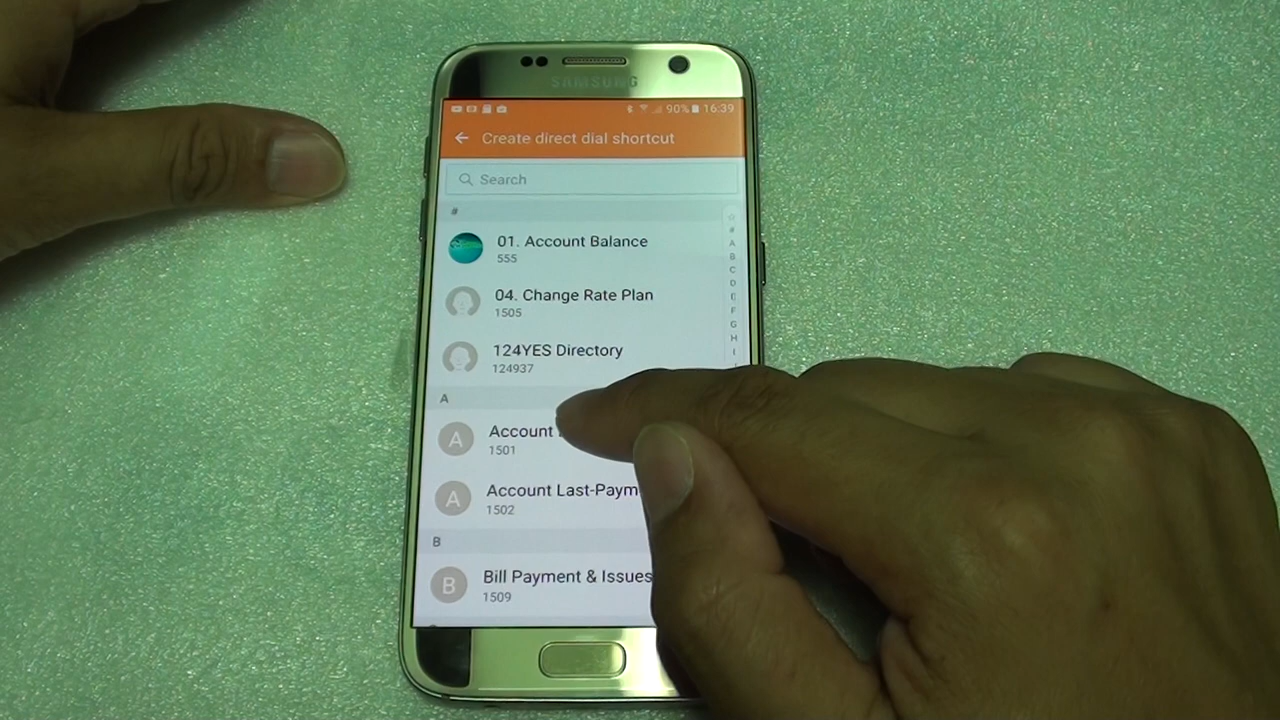 SAMSUNG
90% 16:39
Create direct dial shortcut
Search
#
01. Account Balance
555
04. Change Rate Plan
1505
124YES Directory
124937
A
A
Account
1501
A
Account Last-Paym
1502
B
B
Bill Payment & Issues
1509
#
A
B
C
D
E
F
G
H
I